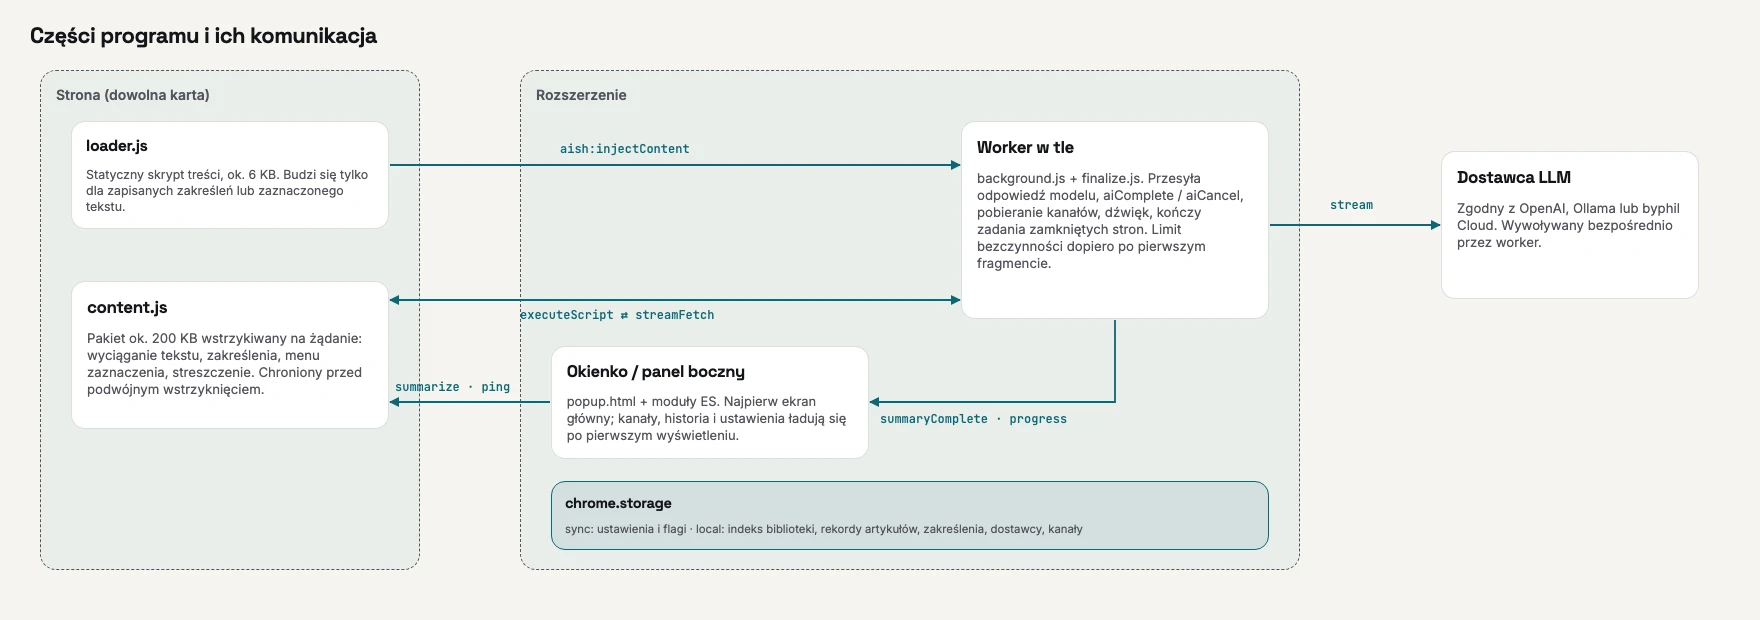 Części programu i ich komunikacja
Strona (dowolna karta)
loader.js
Statyczny skrypt treści, ok. 6 KB. Budzi się tylko
dla zapisanych zakreśleń lub zaznaczonego
tekstu.
content.js
Pakiet ok. 200 KB wstrzykiwany na żądanie:
wyciąganie tekstu, zakreślenia, menu
zaznaczenia, streszczenie. Chroniony przed
podwójnym wstrzyknięciem.
Rozszerzenie
aish:injectContent
executeScript ⇄ streamFetch
summarize · ping
Worker w tle
background.js + finalize.js. Przesyła
odpowiedź modelu, aiComplete / aiCancel,
pobieranie kanałów, dźwięk, kończy
zadania zamkniętych stron. Limit
bezczynności dopiero po pierwszym
fragmencie.
Okienko / panel boczny
popup.html + moduły ES. Najpierw ekran
główny; kanały, historia i ustawienia ładują się
po pierwszym wyświetleniu.
summaryComplete · progress
chrome.storage
sync: ustawienia i flagi · local: indeks biblioteki, rekordy artykułów, zakreślenia, dostawcy, kanały
stream
Dostawca LLM
Zgodny z OpenAI, Ollama lub byphil
Cloud. Wywoływany bezpośrednio
przez worker.